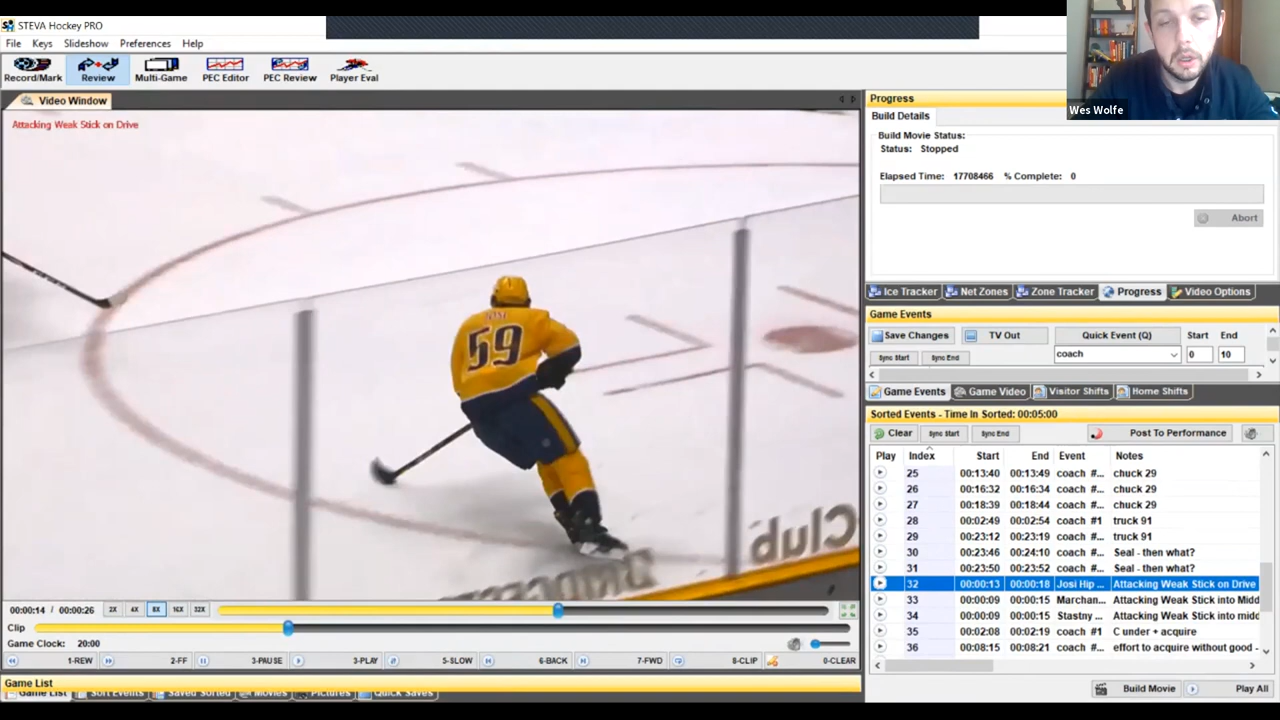 STEVA Hockey PRO
File Keys Slideshow Preferences Help
Record/Mark Review Multi-Game PEC Editor PEC Review Player Eval
Video Window
Attacking Weak Stick on Drive
JOSI
59
Club
00:00:14 / 00:00:26 2X 4X 8X 16X 32X
Clip
Game Clock: 20:00
1-REW 2-FF 3-PAUSE 3-PLAY 5-SLOW 6-BACK 7-FWD 8-CLIP 0-CLEAR
Game List
Game List Sort Events Saved Sorted Movies Pictures Quick Saves
Wes Wolfe
Progress
Build Details
Build Movie Status:
Status: Stopped
Elapsed Time: 17708466 % Complete: 0
Abort
Ice Tracker Net Zones Zone Tracker Progress Video Options
Game Events
Save Changes TV Out Quick Event (Q) Start End
Sync Start Sync End coach 0 10
Game Events Game Video Visitor Shifts Home Shifts
Sorted Events - Time In Sorted: 00:05:00
Clear Sync Start Sync End Post To Performance
Play Index Start End Event Notes
25 00:13:40 00:13:49 coach #... chuck 29
26 00:16:32 00:16:34 coach #... chuck 29
27 00:18:39 00:18:44 coach #... chuck 29
28 00:02:49 00:02:54 coach #1 truck 91
29 00:23:12 00:23:19 coach #... truck 91
30 00:23:46 00:24:10 coach #... Seal - then what?
31 00:23:50 00:23:52 coach #... Seal - then what?
32 00:00:13 00:00:18 Josi Hip ... Attacking Weak Stick on Drive
33 00:00:09 00:00:15 Marchan... Attacking Weak Stick into Midd
34 00:00:09 00:00:15 Stastny ... Attacking Weak Stick into midd
35 00:02:08 00:02:19 coach #1 C under + acquire
36 00:08:15 00:08:21 coach #... effort to acquire without good -
Build Movie Play All